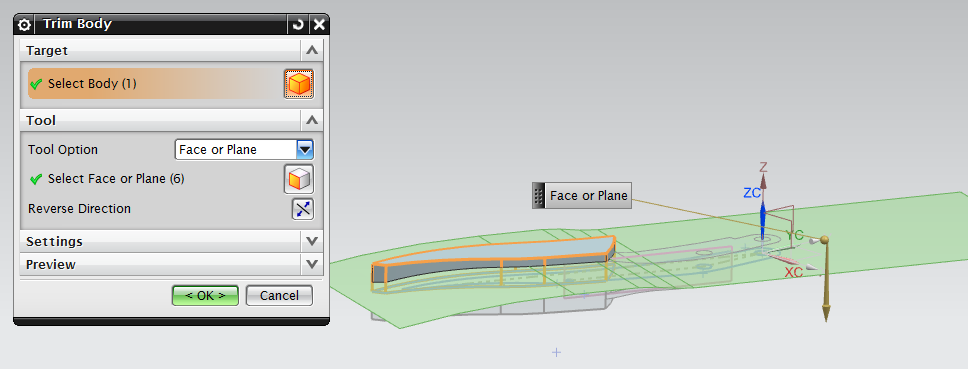 Trim Body
Target
Select Body (1)
Tool
Tool Option
Face or Plane
Select Face or Plane (6)
Reverse Direction
Settings
Preview
< OK >
Cancel
Face or Plane
Z
ZC
YC
XC